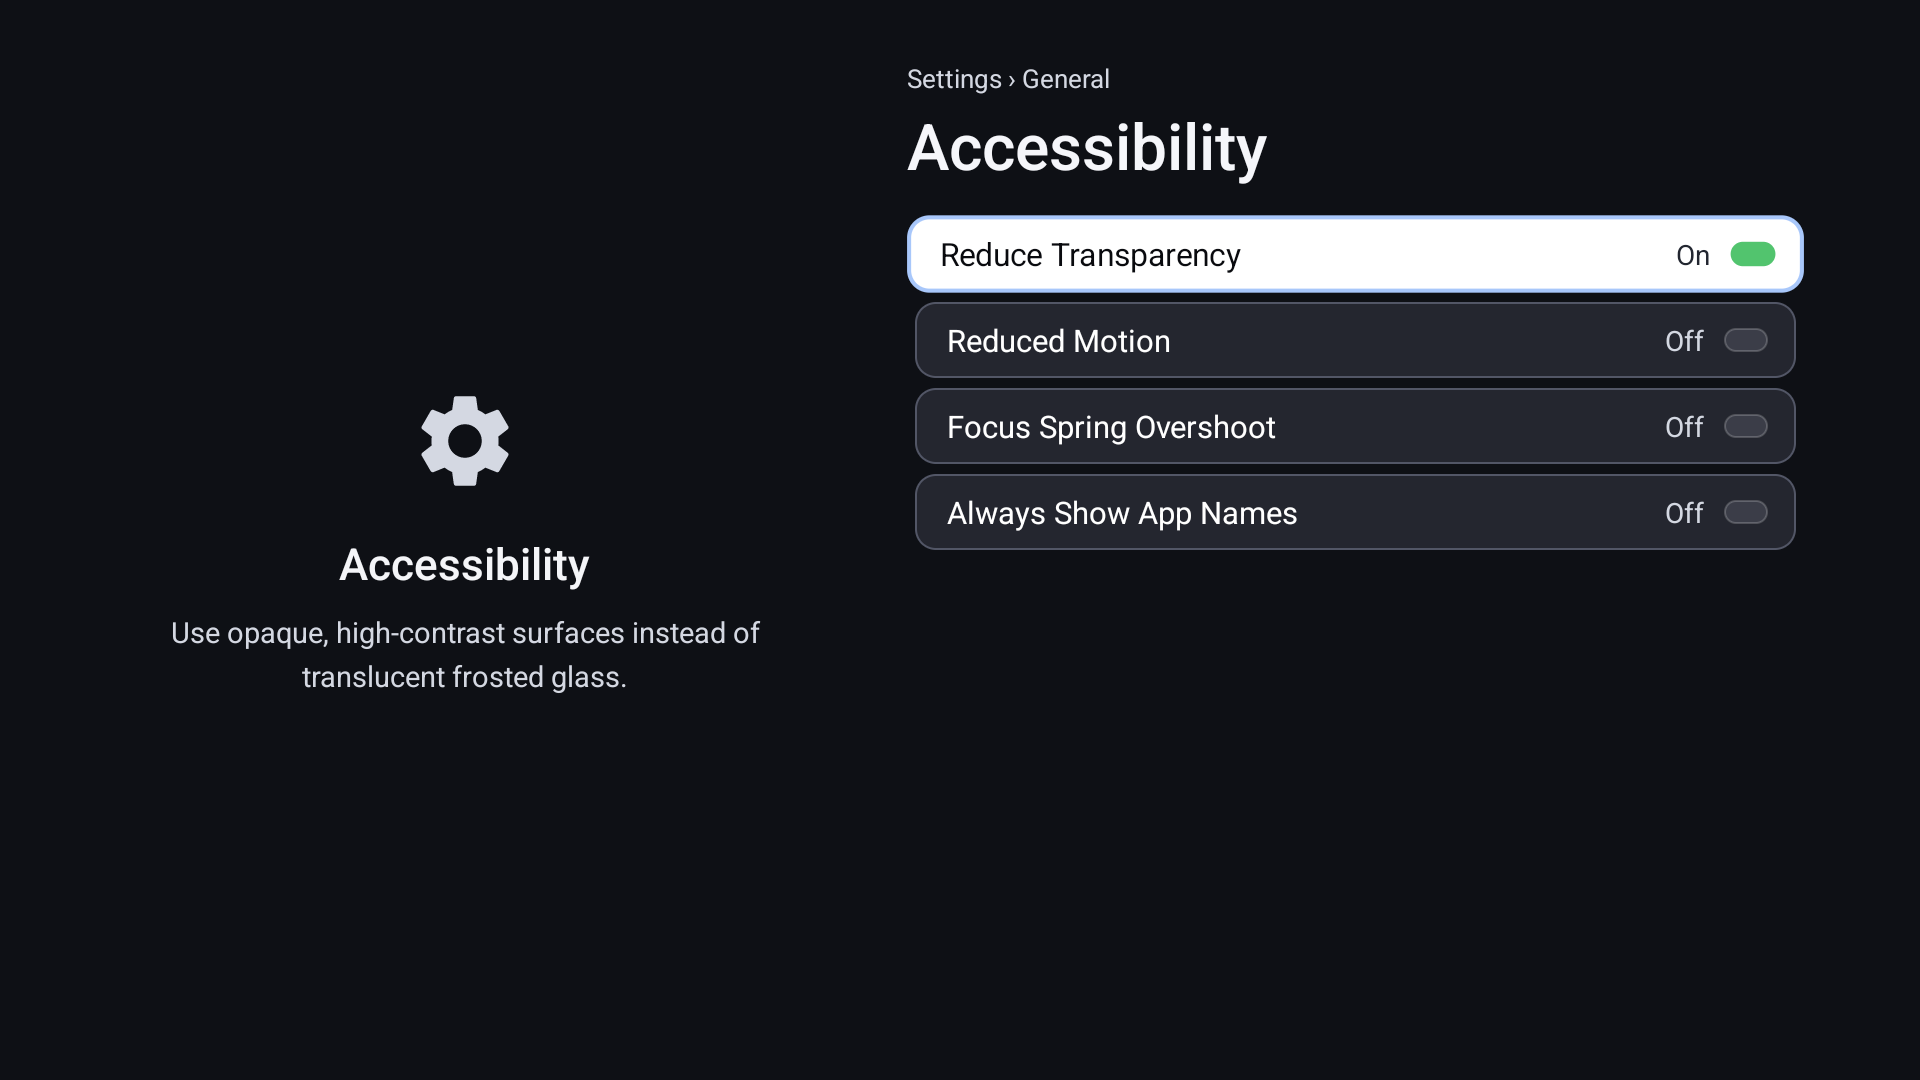 Settings › General
Accessibility
Reduce Transparency On
Reduced Motion Off
Focus Spring Overshoot Off
Always Show App Names Off
Accessibility
Use opaque, high-contrast surfaces instead of
translucent frosted glass.